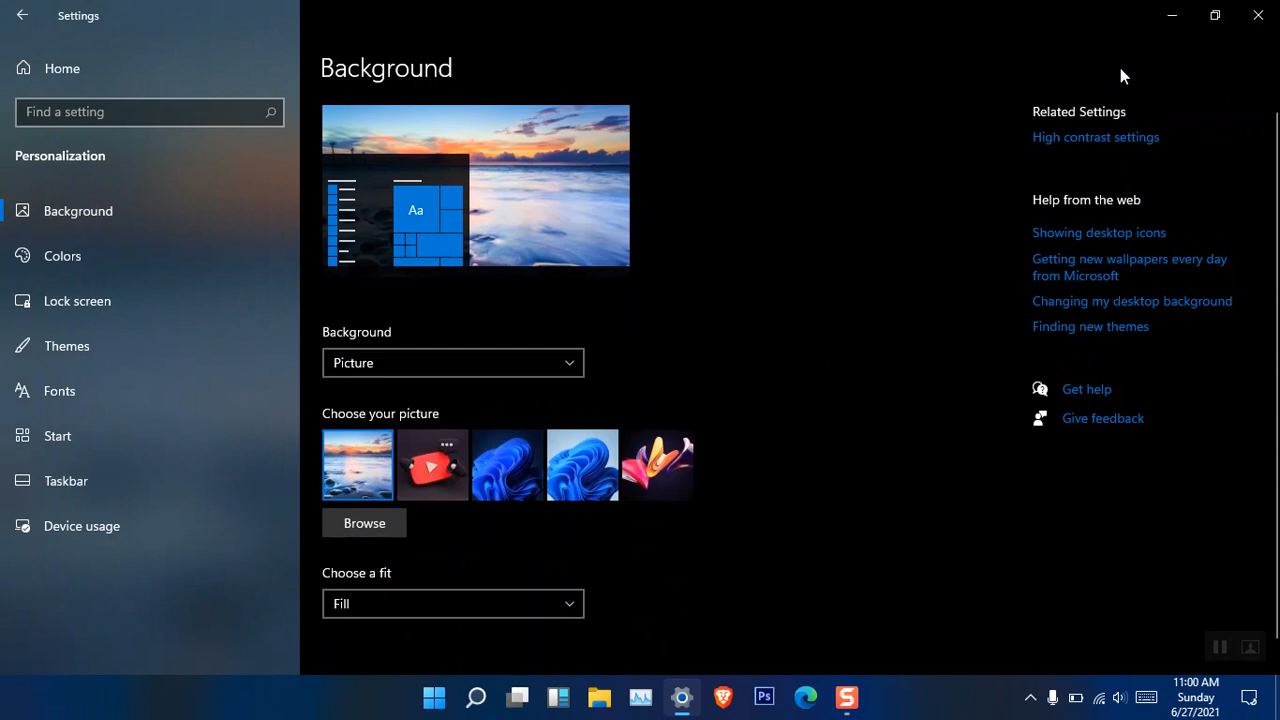 Settings
Home
Find a setting
Personalization
Background
Colors
Lock screen
Themes
Fonts
Start
Taskbar
Device usage
Background
Aa
Background
Picture
Choose your picture
Browse
Choose a fit
Fill
Related Settings
High contrast settings
Help from the web
Showing desktop icons
Getting new wallpapers every day
from Microsoft
Changing my desktop background
Finding new themes
Get help
Give feedback
Ps
S
11:00 AM
Sunday
6/27/2021